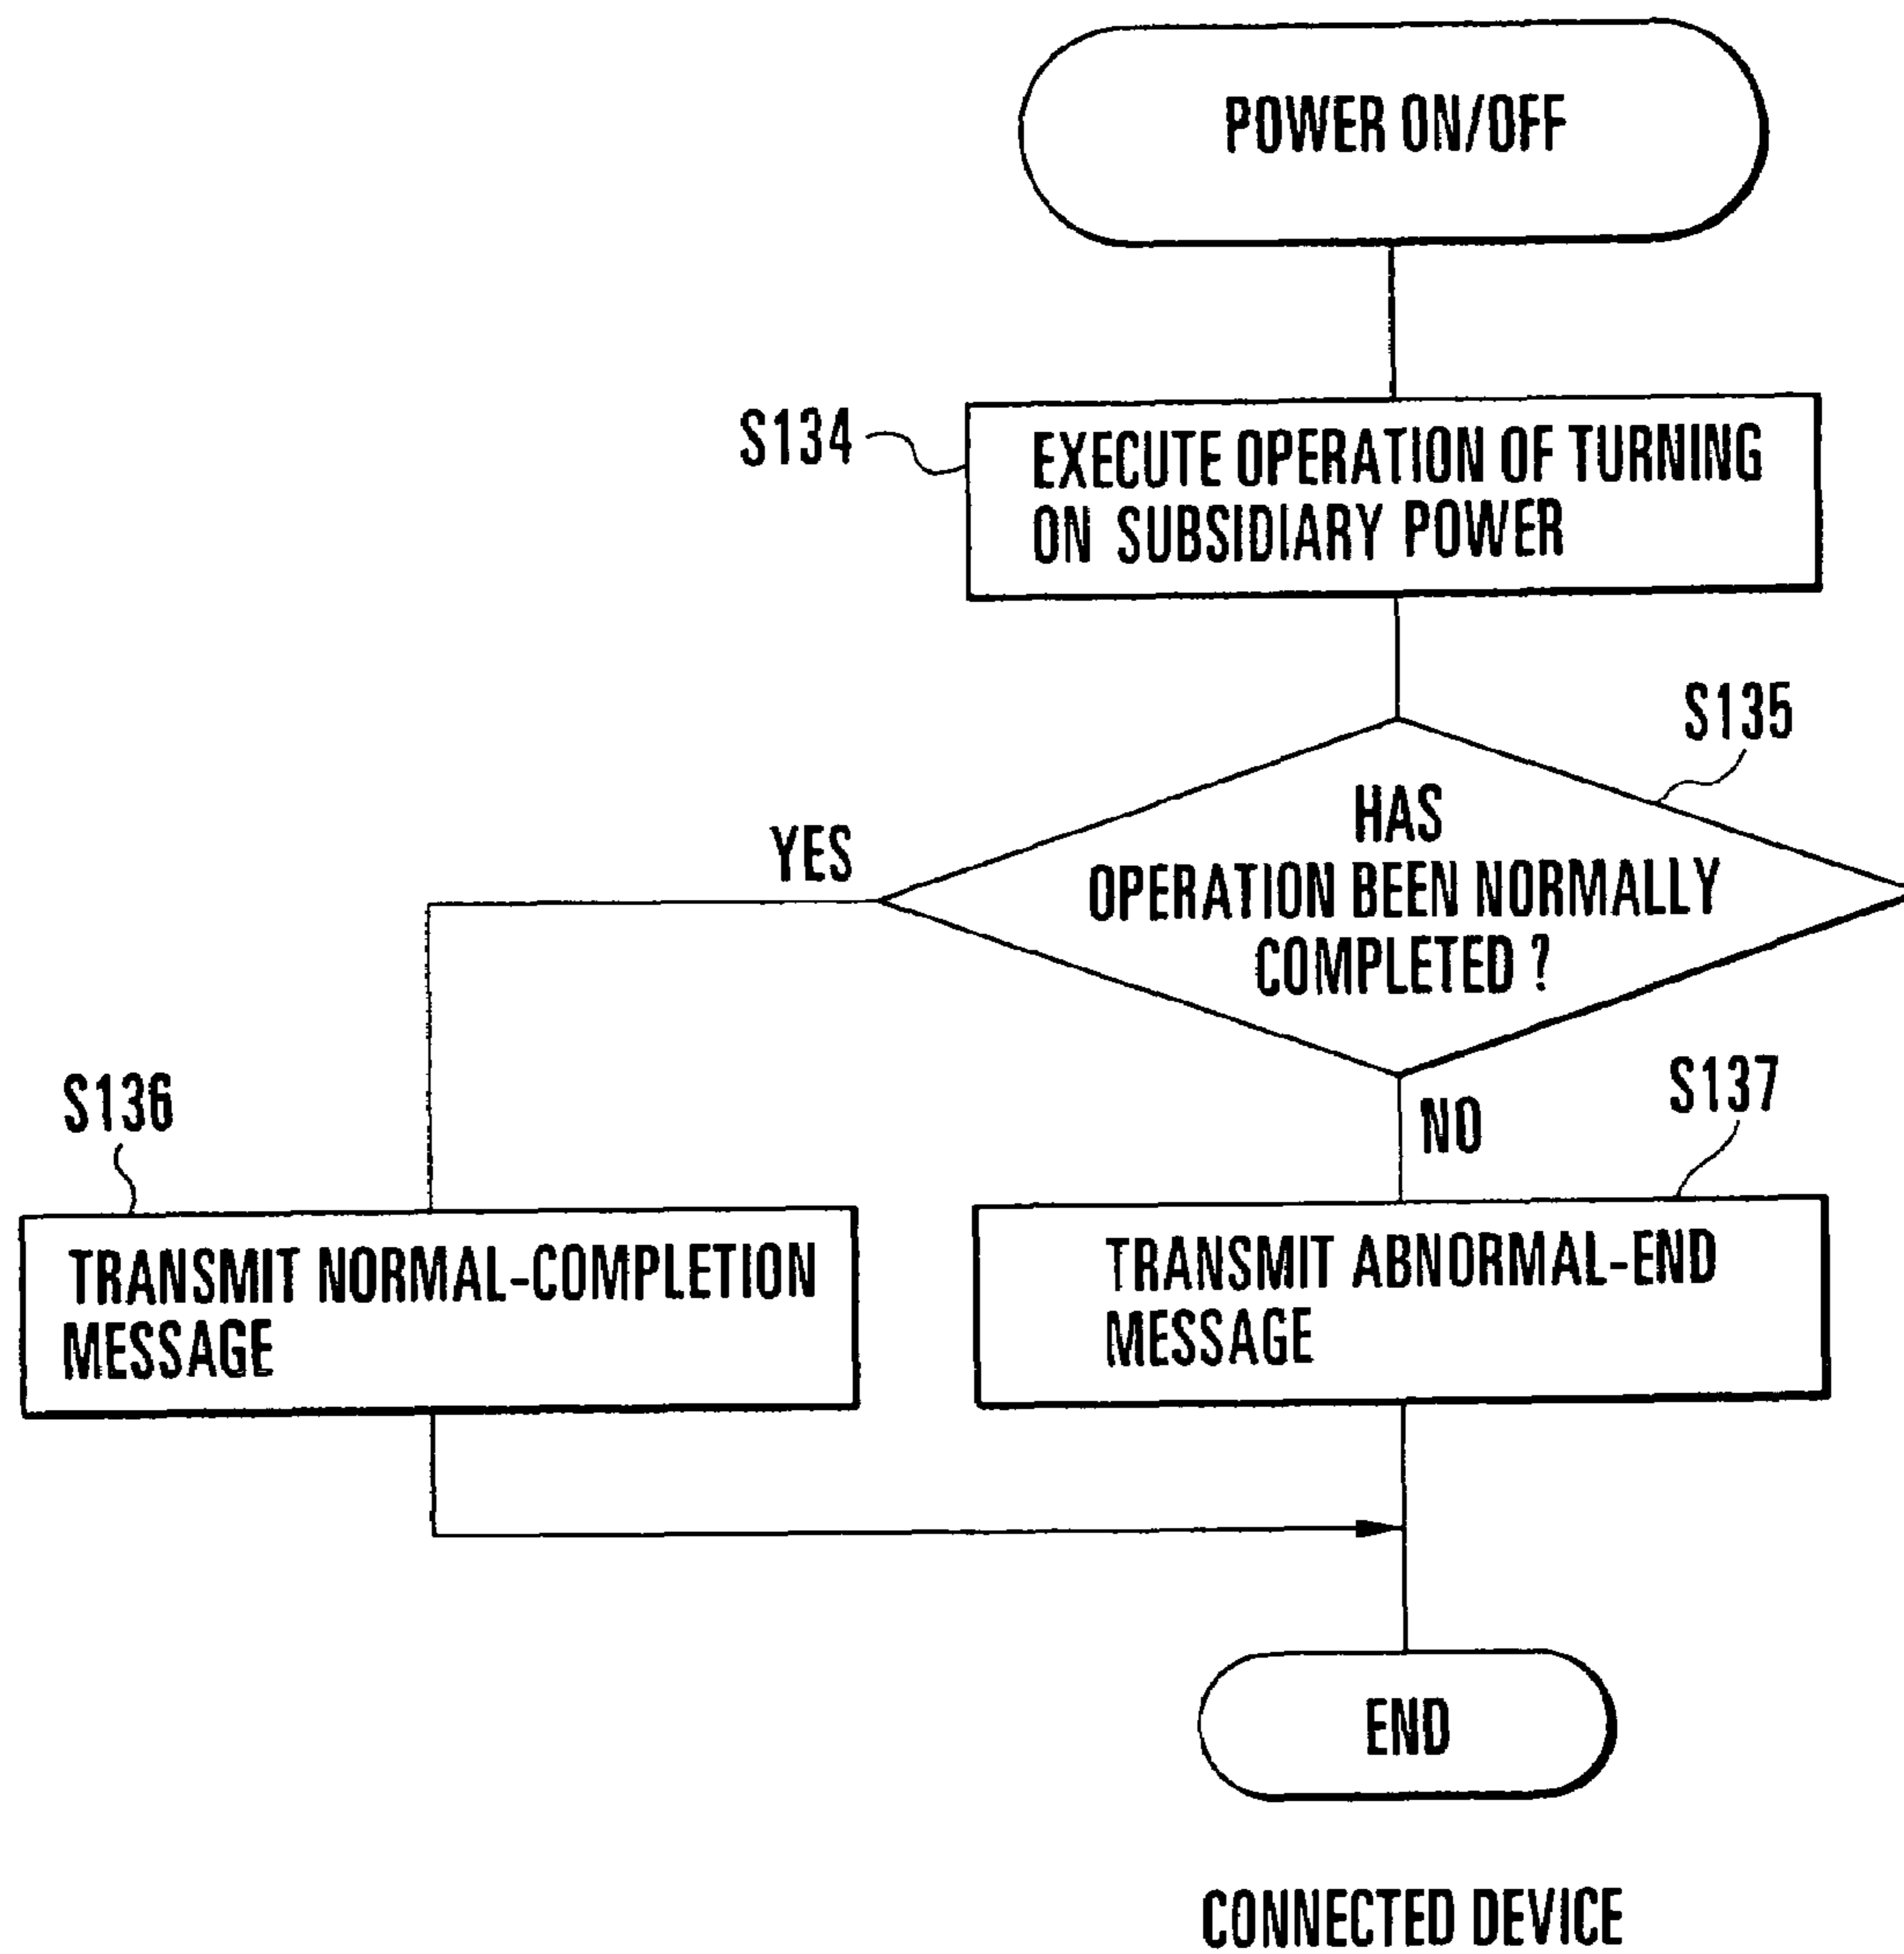 POWER ON/OFF
S134
EXECUTE OPERATION OF TURNING
ON SUBSIDIARY POWER
S135
HAS
OPERATION BEEN NORMALLY
COMPLETED ?
YES
NO
S136
TRANSMIT NORMAL-COMPLETION
MESSAGE
S137
TRANSMIT ABNORMAL-END
MESSAGE
END
CONNECTED DEVICE